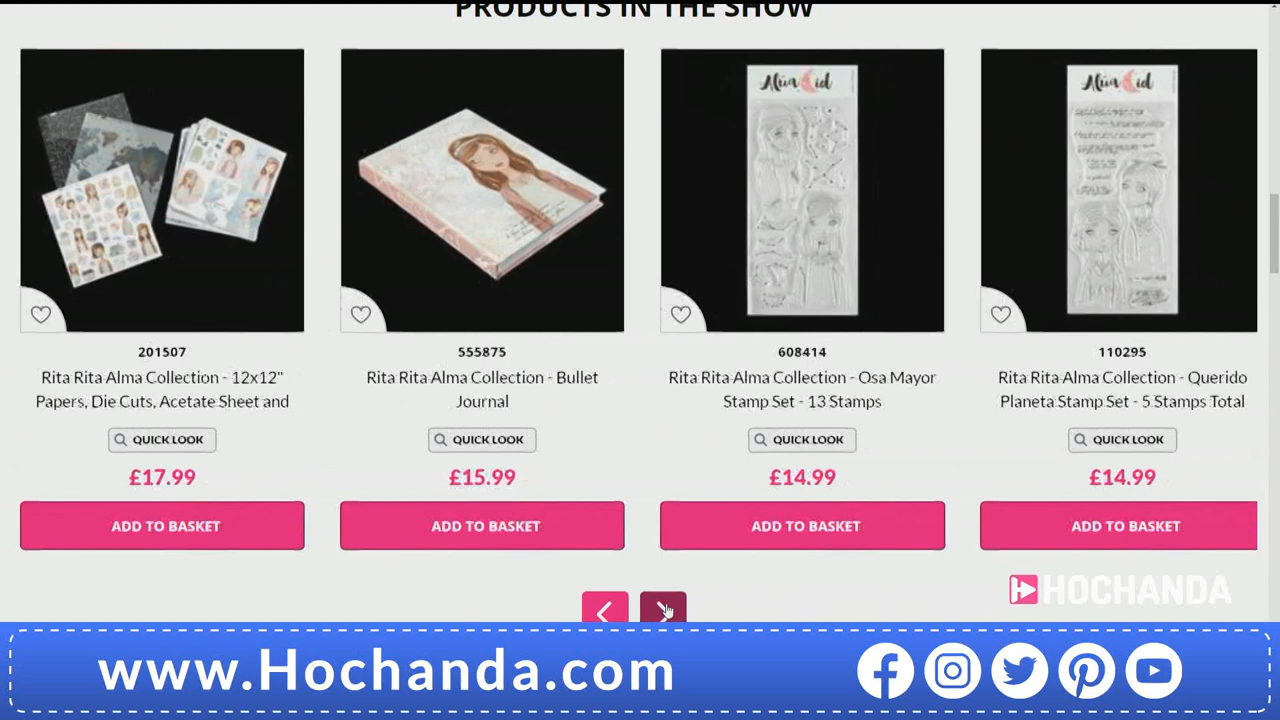 PRODUCTS IN THE SHOW
Alúa Cid
Alúa Cid
201507
555875
608414
110295
Rita Rita Alma Collection - 12x12"
Papers, Die Cuts, Acetate Sheet and
Rita Rita Alma Collection - Bullet
Journal
Rita Rita Alma Collection - Osa Mayor
Stamp Set - 13 Stamps
Rita Rita Alma Collection - Querido
Planeta Stamp Set - 5 Stamps Total
QUICK LOOK
QUICK LOOK
QUICK LOOK
QUICK LOOK
£17.99
£15.99
£14.99
£14.99
ADD TO BASKET
ADD TO BASKET
ADD TO BASKET
ADD TO BASKET
HOCHANDA
www.Hochanda.com